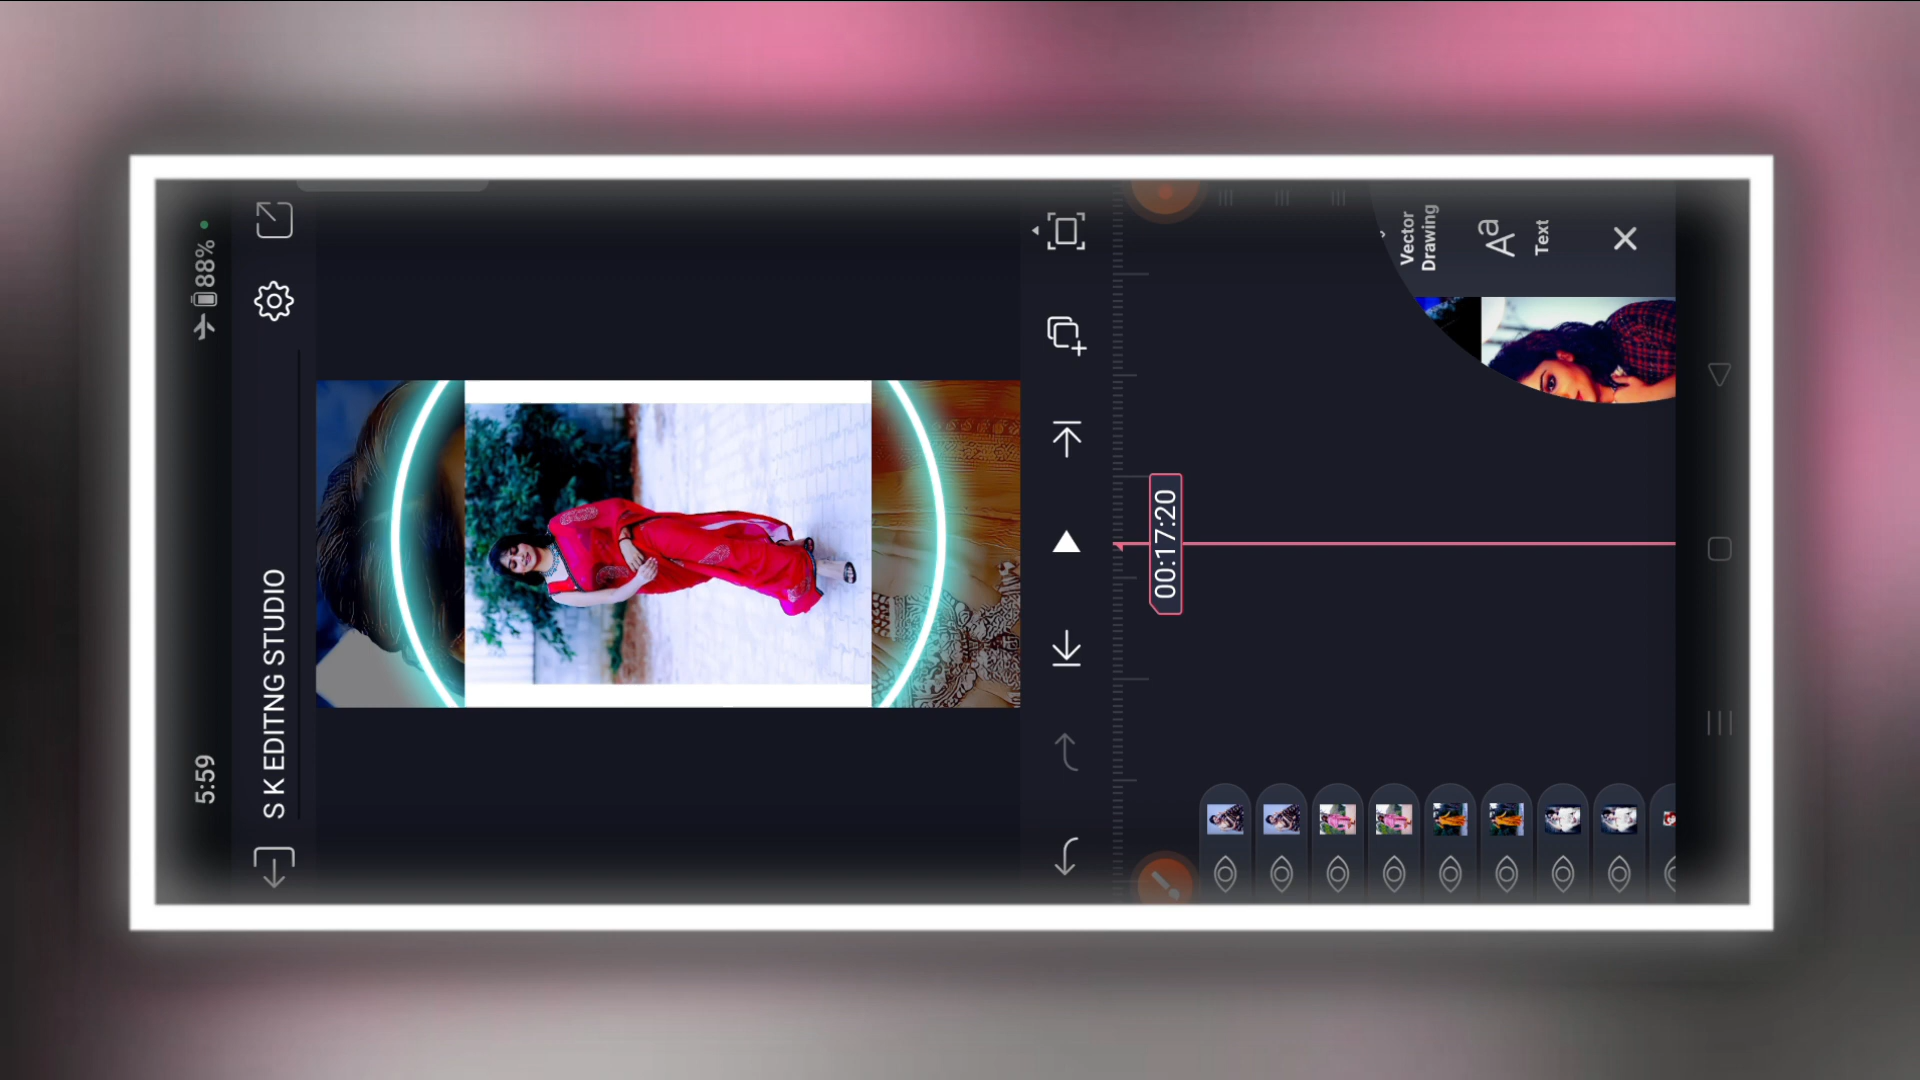 5:59
88%
S K EDITNG STUDIO
00:17:20
Vector
Drawing
Aa
Text